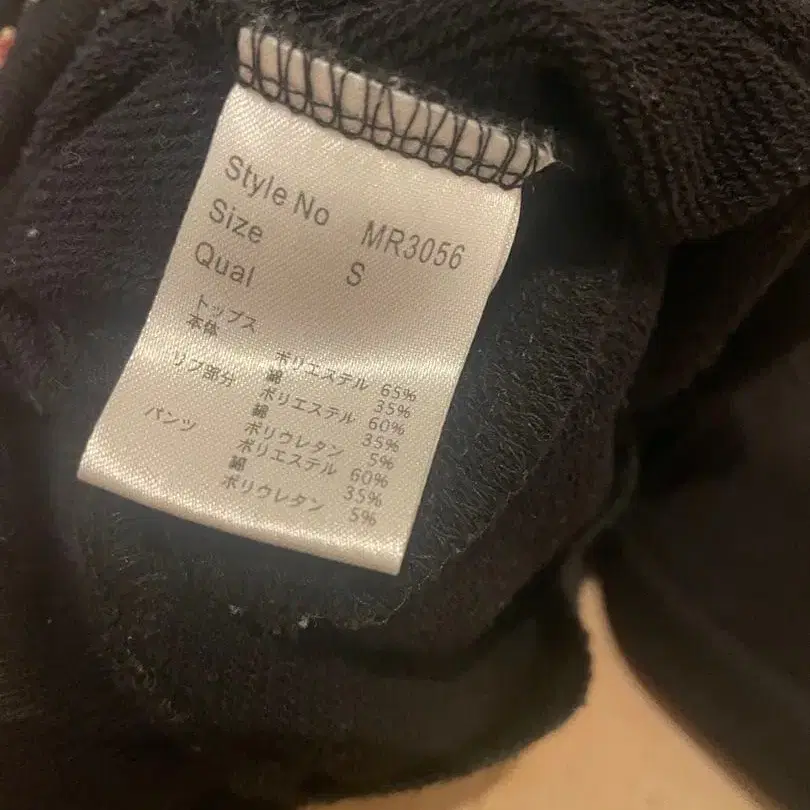 Style No MR3056
Size S
Qual
トップス
本体 ポリエステル 65%
綿 35%
リブ部分 ポリエステル 60%
綿 35%
ポリウレタン 5%
パンツ ポリエステル 60%
綿 35%
ポリウレタン 5%